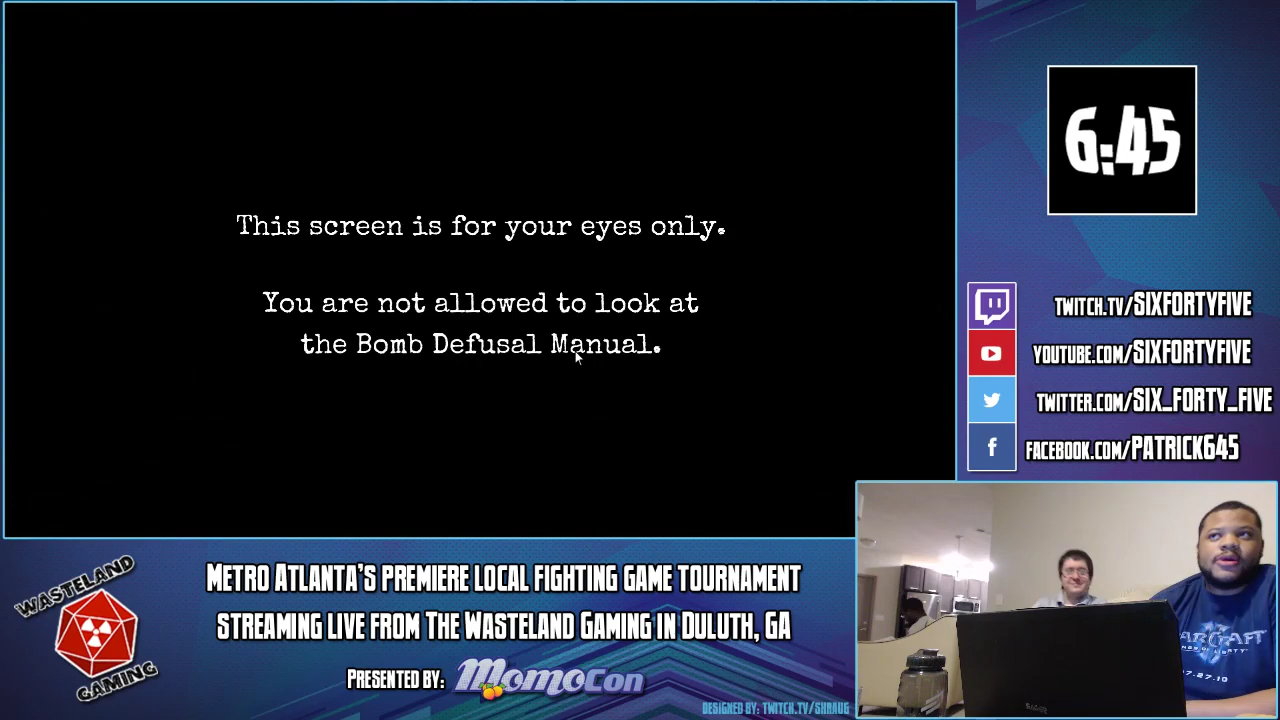 This screen is for your eyes only.
You are not allowed to look at
the Bomb Defusal Manual.
6:45
TWITCH.TV/SIXFORTYFIVE
YOUTUBE.COM/SIXFORTYFIVE
TWITTER.COM/SIX_FORTY_FIVE
f FACEBOOK.COM/PATRICK645
WASTELAND
GAMING
METRO ATLANTA'S PREMIERE LOCAL FIGHTING GAME TOURNAMENT
STREAMING LIVE FROM THE WASTELAND GAMING IN DULUTH, GA
PRESENTED BY: MOMOCON
DESIGNED BY: TWITCH.TV/SHRAUG